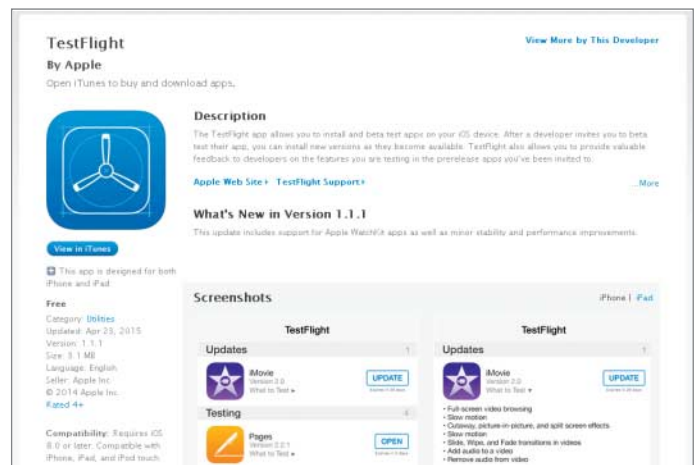 TestFlight
View More by This Developer
By Apple
Open iTunes to buy and download apps.
Description
The TestFlight app allows you to install and beta test apps on your iOS device. After a developer invites you to beta
test their app, you can install new versions as they become available. TestFlight also allows you to provide valuable
feedback to developers on the features you are testing in the prerelease apps you've been invited to.
Apple Web Site TestFlight Support
...More
What's New in Version 1.1.1
This update includes support for Apple WatchKit apps as well as minor stability and performance improvements.
View in iTunes
This app is designed for both
iPhone and iPad
Free
Category: Utilities
Updated: Apr 23, 2015
Version: 1.1.1
Size: 3.1 MB
Language: English
Seller: Apple Inc.
© 2014 Apple Inc.
Rated 4+
Compatibility: Requires iOS
8.0 or later. Compatible with
iPhone, iPad, and iPod touch
Screenshots
iPhone | iPad
TestFlight
Updates 1
iMovie
Version 2.0
What to Test
UPDATE
Testing 4
Pages
Version 2.2.1
What to Test
OPEN
TestFlight
Updates 1
iMovie
Version 2.0
What to Test
UPDATE
• Full-screen video browsing
• Slow motion
• Cutaway, picture-in-picture, and split screen effects
• Slow motion
• Slide, Wipe, and Fade transitions in videos
• Add audio to a video
• Remove audio from video